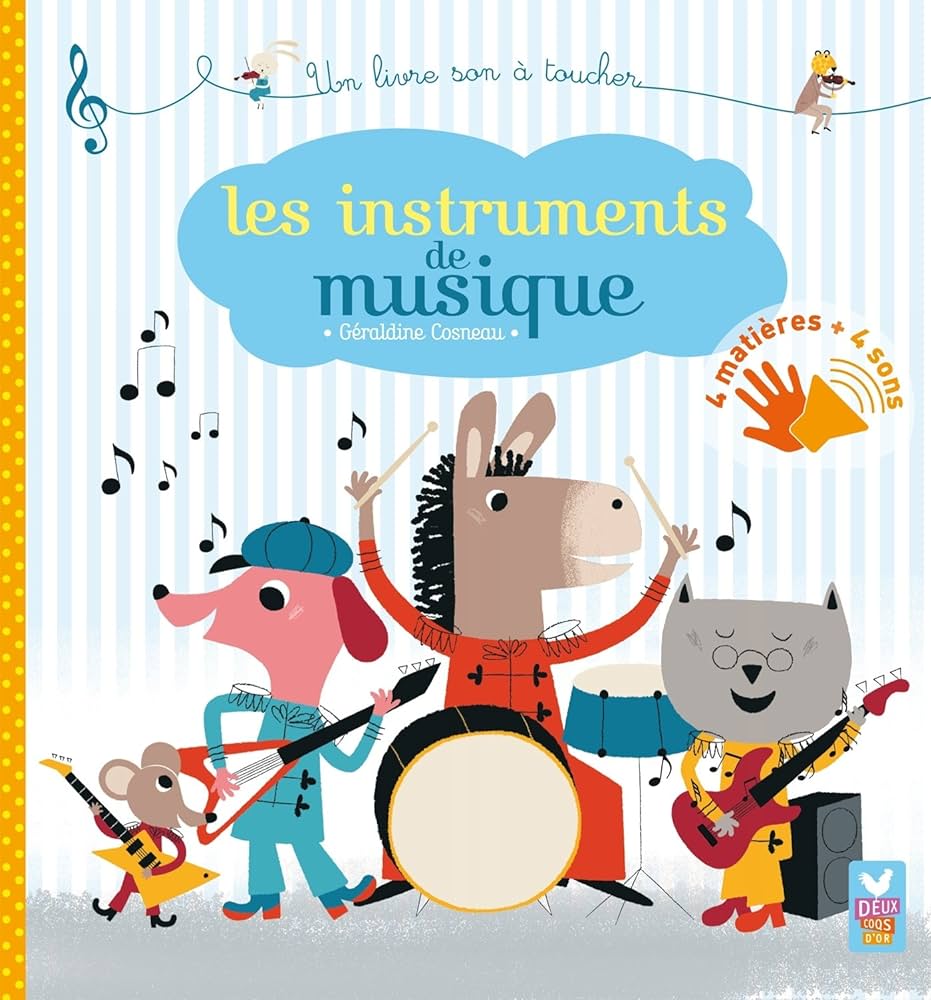 Un livre son à toucher
les instruments
de
musique
• Géraldine Cosneau •
4 matières + 4 sons
DEUX
COQS
D'OR